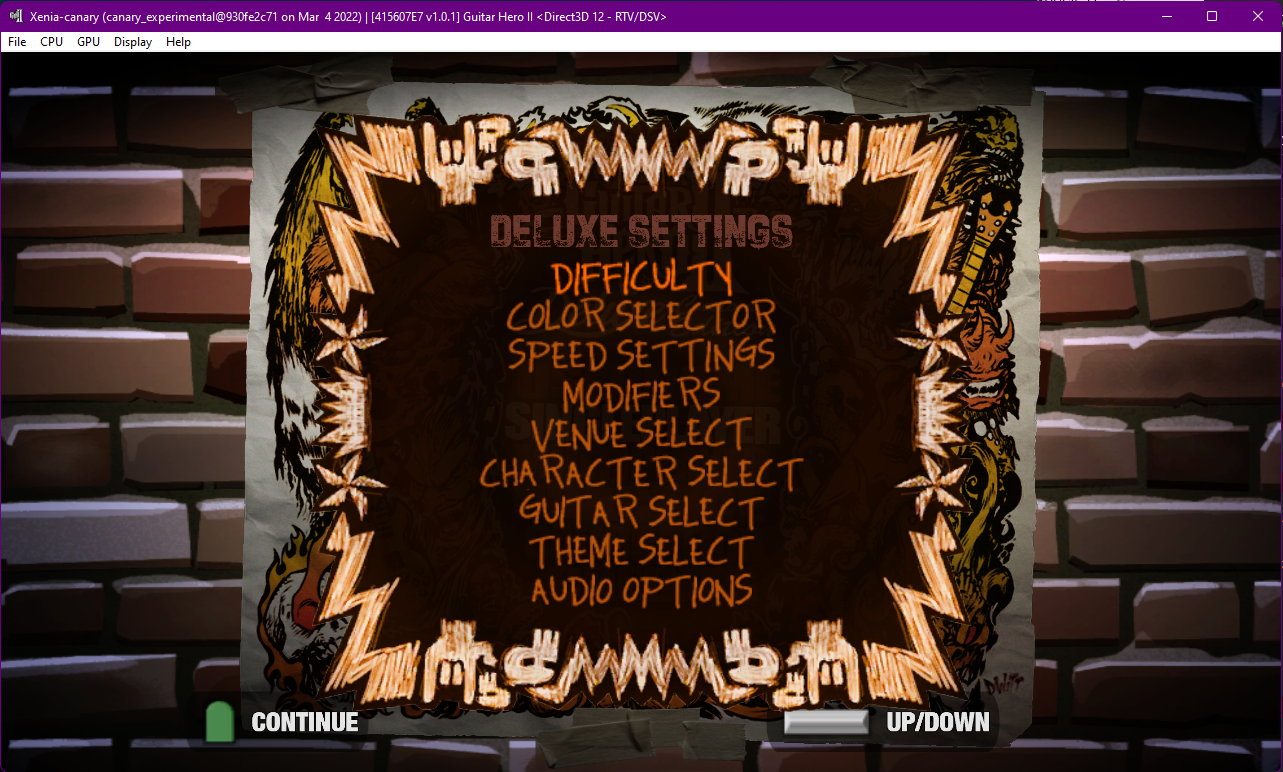 Xenia-canary (canary_experimental@930fe2c71 on Mar 4 2022) | [415607E7 v1.0.1] Guitar Hero II <Direct3D 12 - RTV/DSV>
File CPU GPU Display Help
DELUXE SETTINGS
DIFFICULTY
COLOR SELECTOR
SPEED SETTINGS
MODIFIERS
VENUE SELECT
CHARACTER SELECT
GUITAR SELECT
THEME SELECT
AUDIO OPTIONS
CONTINUE UP/DOWN